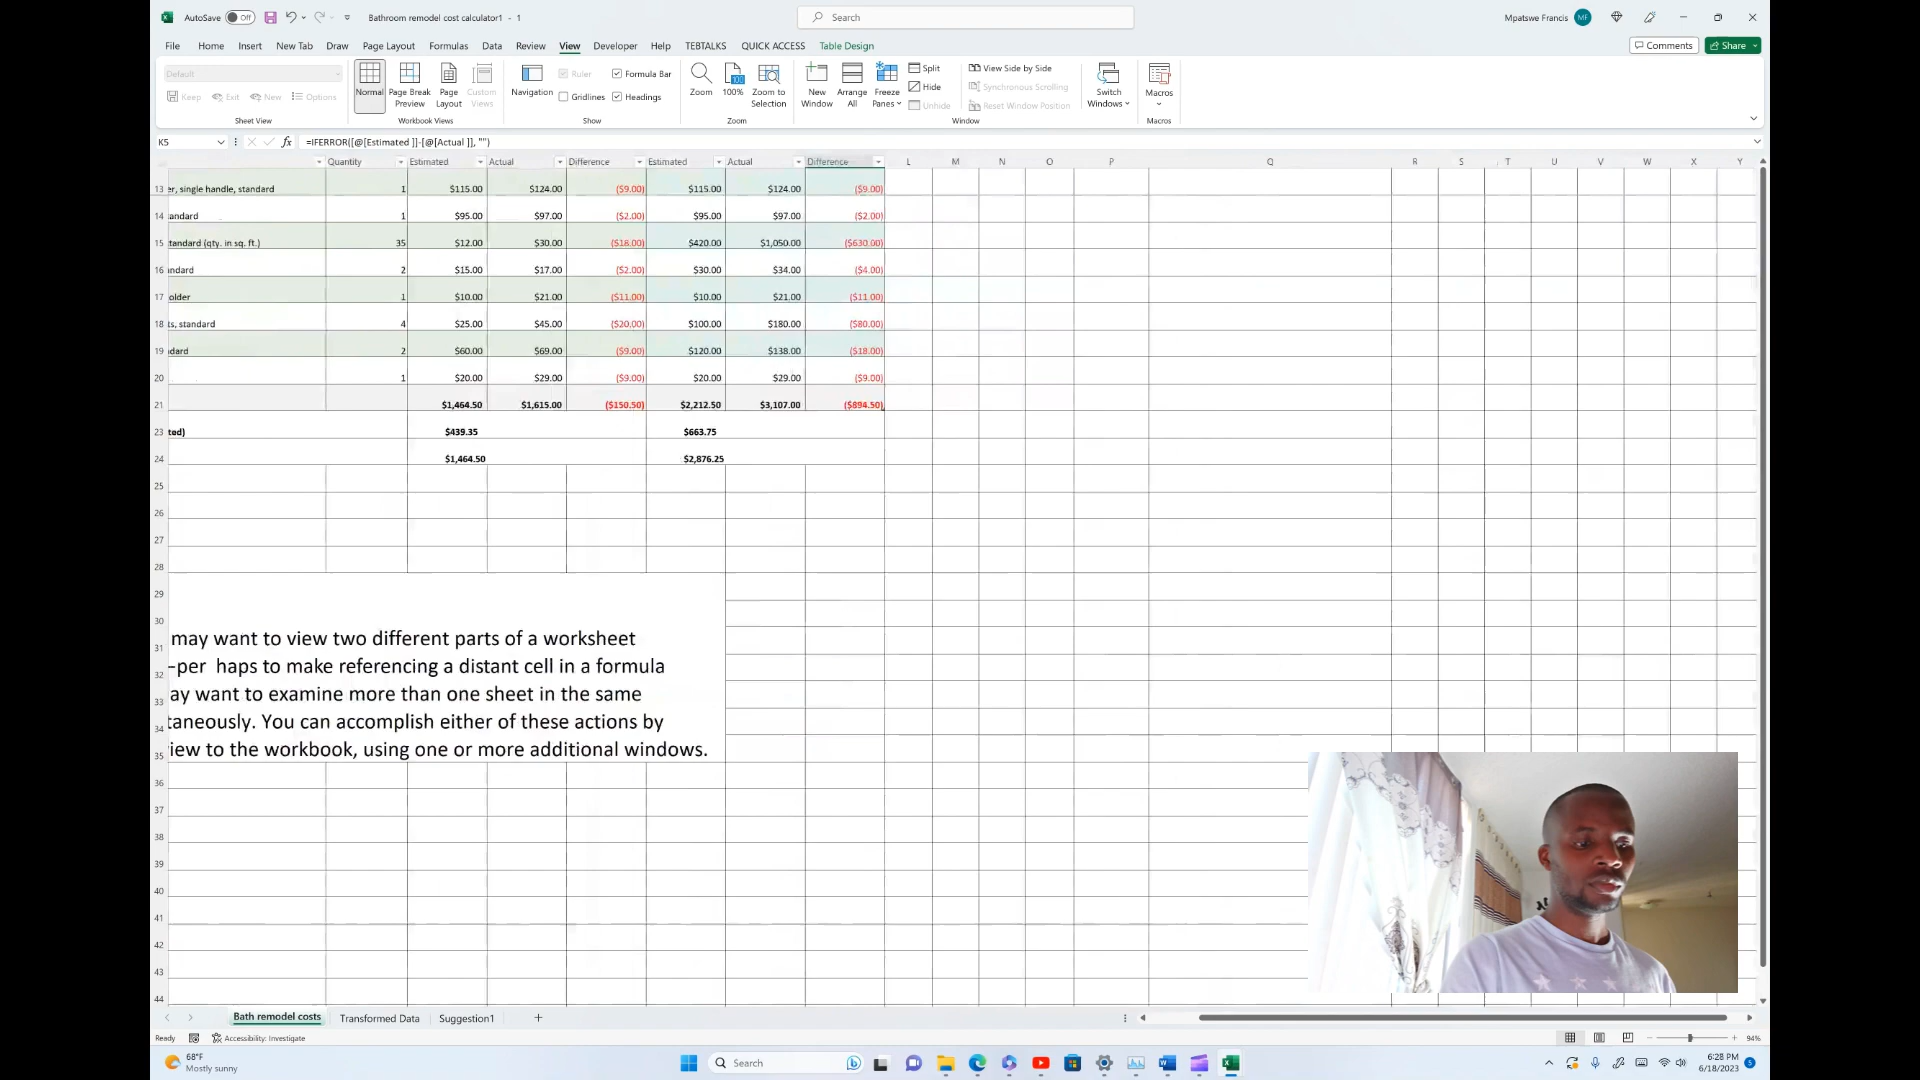 AutoSave Off Bathroom remodel cost calculator1 - 1 Search Mpatswe Francis MF
File Home Insert New Tab Draw Page Layout Formulas Data Review View Developer Help TEBTALKS QUICK ACCESS Table Design Comments Share
Default
Keep Exit New Options
Sheet View
Normal Page Break Preview Page Layout Custom Views
Workbook Views
Navigation Ruler Formula Bar
Gridlines Headings
Show
Zoom 100% Zoom to Selection
Zoom
New Window Arrange All Freeze Panes
Split View Side by Side
Hide Synchronous Scrolling
Unhide Reset Window Position
Switch Windows
Window
Macros
Macros
K5 fx =IFERROR([@[Estimated ]]-[@[Actual ]], "")
Quantity Estimated Actual Difference Estimated Actual Difference L M N O P Q R S T U V W X Y
13 er, single handle, standard 1 $115.00 $124.00 ($9.00) $115.00 $124.00 ($9.00)
14 andard 1 $95.00 $97.00 ($2.00) $95.00 $97.00 ($2.00)
15 tandard (qty. in sq. ft.) 35 $12.00 $30.00 ($18.00) $420.00 $1,050.00 ($630.00)
16 andard 2 $15.00 $17.00 ($2.00) $30.00 $34.00 ($4.00)
17 older 1 $10.00 $21.00 ($11.00) $10.00 $21.00 ($11.00)
18 ts, standard 4 $25.00 $45.00 ($20.00) $100.00 $180.00 ($80.00)
19 dard 2 $60.00 $69.00 ($9.00) $120.00 $138.00 ($18.00)
20 1 $20.00 $29.00 ($9.00) $20.00 $29.00 ($9.00)
21 $1,464.50 $1,615.00 ($150.50) $2,212.50 $3,107.00 ($894.50)
23 ted) $439.35 $663.75
24 $1,464.50 $2,876.25
25
26
27
28
29
30
31 may want to view two different parts of a worksheet
32 -per haps to make referencing a distant cell in a formula
33 ay want to examine more than one sheet in the same
34 taneously. You can accomplish either of these actions by
35 iew to the workbook, using one or more additional windows.
36
37
38
39
40
41
42
43
44
Bath remodel costs Transformed Data Suggestion1
Ready Accessibility: Investigate 94%
68°F
Mostly sunny
Search
6:28 PM
6/18/2023
5